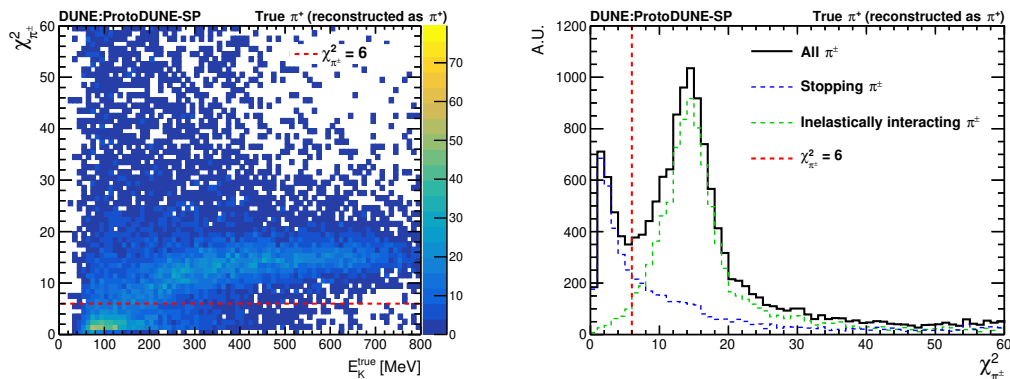 DUNE:ProtoDUNE-SP True π⁺ (reconstructed as π⁺)
χ²π±
60
50
40
30
20
10
0
χ²π± = 6
70
60
50
40
30
20
10
0
0 100 200 300 400 500 600 700 800
E_K^true [MeV]
DUNE:ProtoDUNE-SP True π⁺ (reconstructed as π⁺)
A.U.
1200
1000
800
600
400
200
0
All π±
Stopping π±
Inelastically interacting π±
χ²π± = 6
0 10 20 30 40 50 60
χ²π±